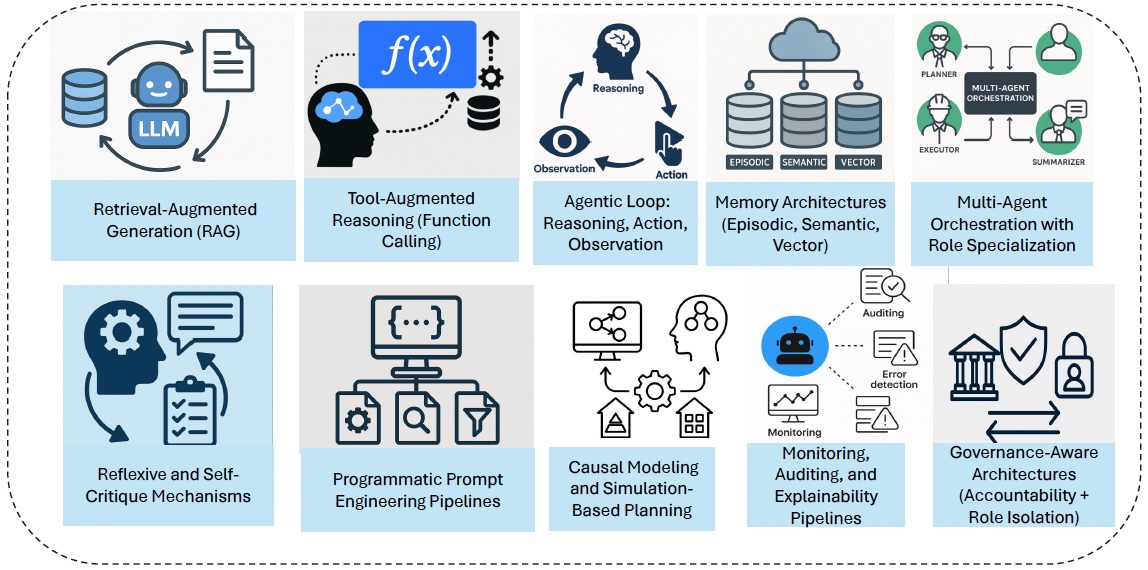 LLM
Retrieval-Augmented
Generation (RAG)
f(x)
Tool-Augmented
Reasoning (Function
Calling)
Reasoning
Observation
Action
Agentic Loop:
Reasoning, Action,
Observation
EPISODIC
SEMANTIC
VECTOR
Memory Architectures
(Episodic, Semantic,
Vector)
PLANNER
MULTI-AGENT
ORCHESTRATION
EXECUTOR
SUMMARIZER
Multi-Agent
Orchestration with
Role Specialization
Reflexive and Self-
Critique Mechanisms
{...}
Programmatic Prompt
Engineering Pipelines
Causal Modeling
and Simulation-
Based Planning
Auditing
Error
detection
Monitoring
Monitoring,
Auditing, and
Explainability
Pipelines
Governance-Aware
Architectures
(Accountability +
Role Isolation)